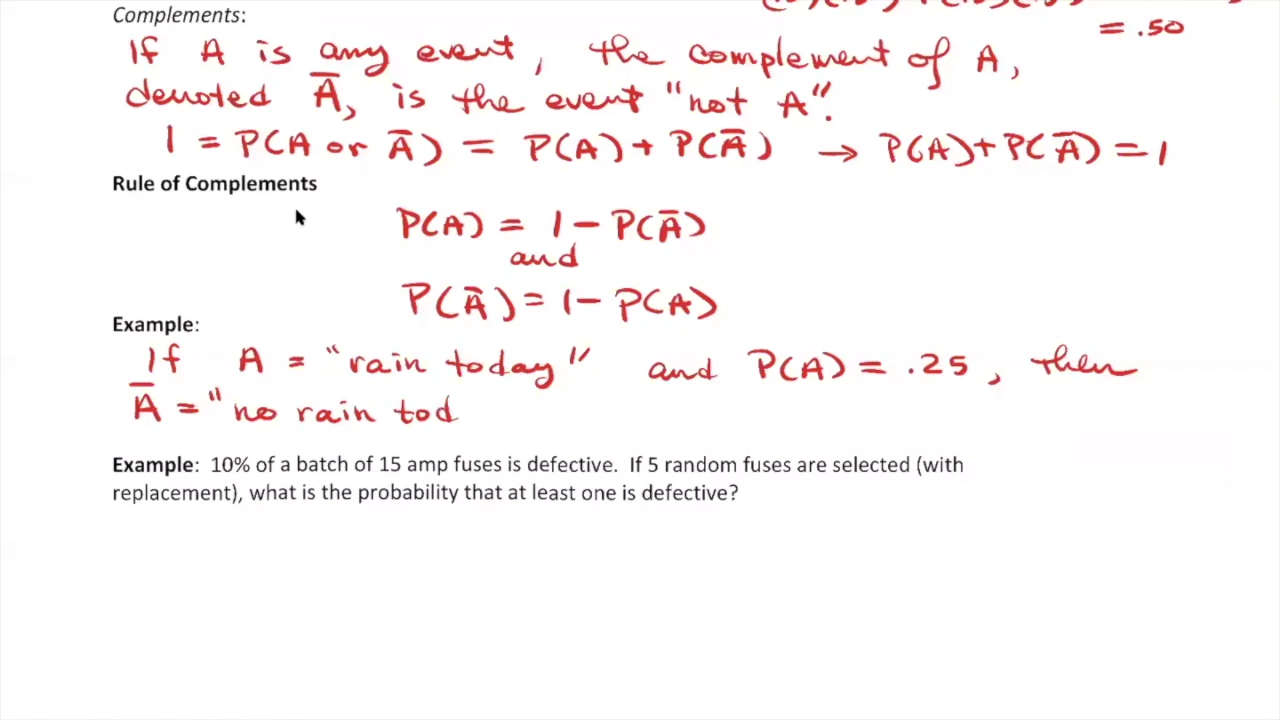 Complements:
= .50
If A is any event, the complement of A,
denoted A̅, is the event "not A".
1 = P(A or A̅) = P(A) + P(A̅) → P(A) + P(A̅) = 1
Rule of Complements
P(A) = 1 − P(A̅)
and
P(A̅) = 1 − P(A)
Example:
If A = "rain today" and P(A) = .25, then
A̅ = "no rain tod
Example: 10% of a batch of 15 amp fuses is defective. If 5 random fuses are selected (with
replacement), what is the probability that at least one is defective?